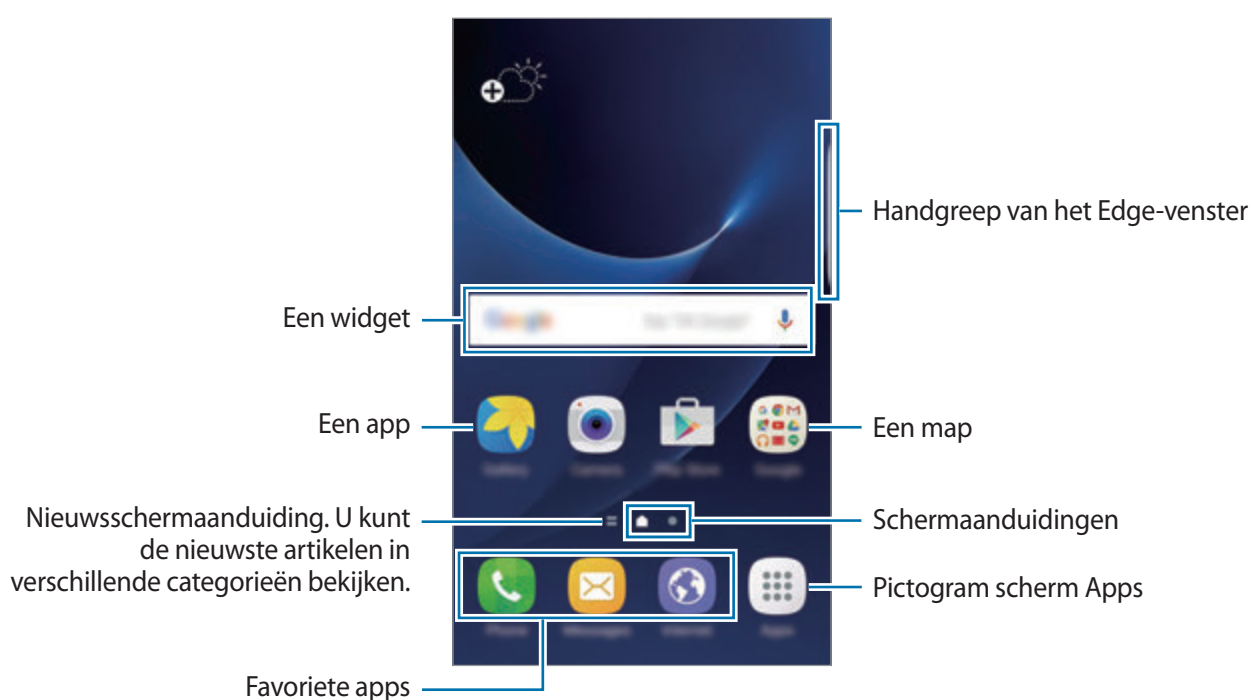 Handgreep van het Edge-venster
Een widget
Een app
Een map
Nieuwsschermaanduiding. U kunt
de nieuwste artikelen in
verschillende categorieën bekijken.
Schermaanduidingen
Pictogram scherm Apps
Favoriete apps